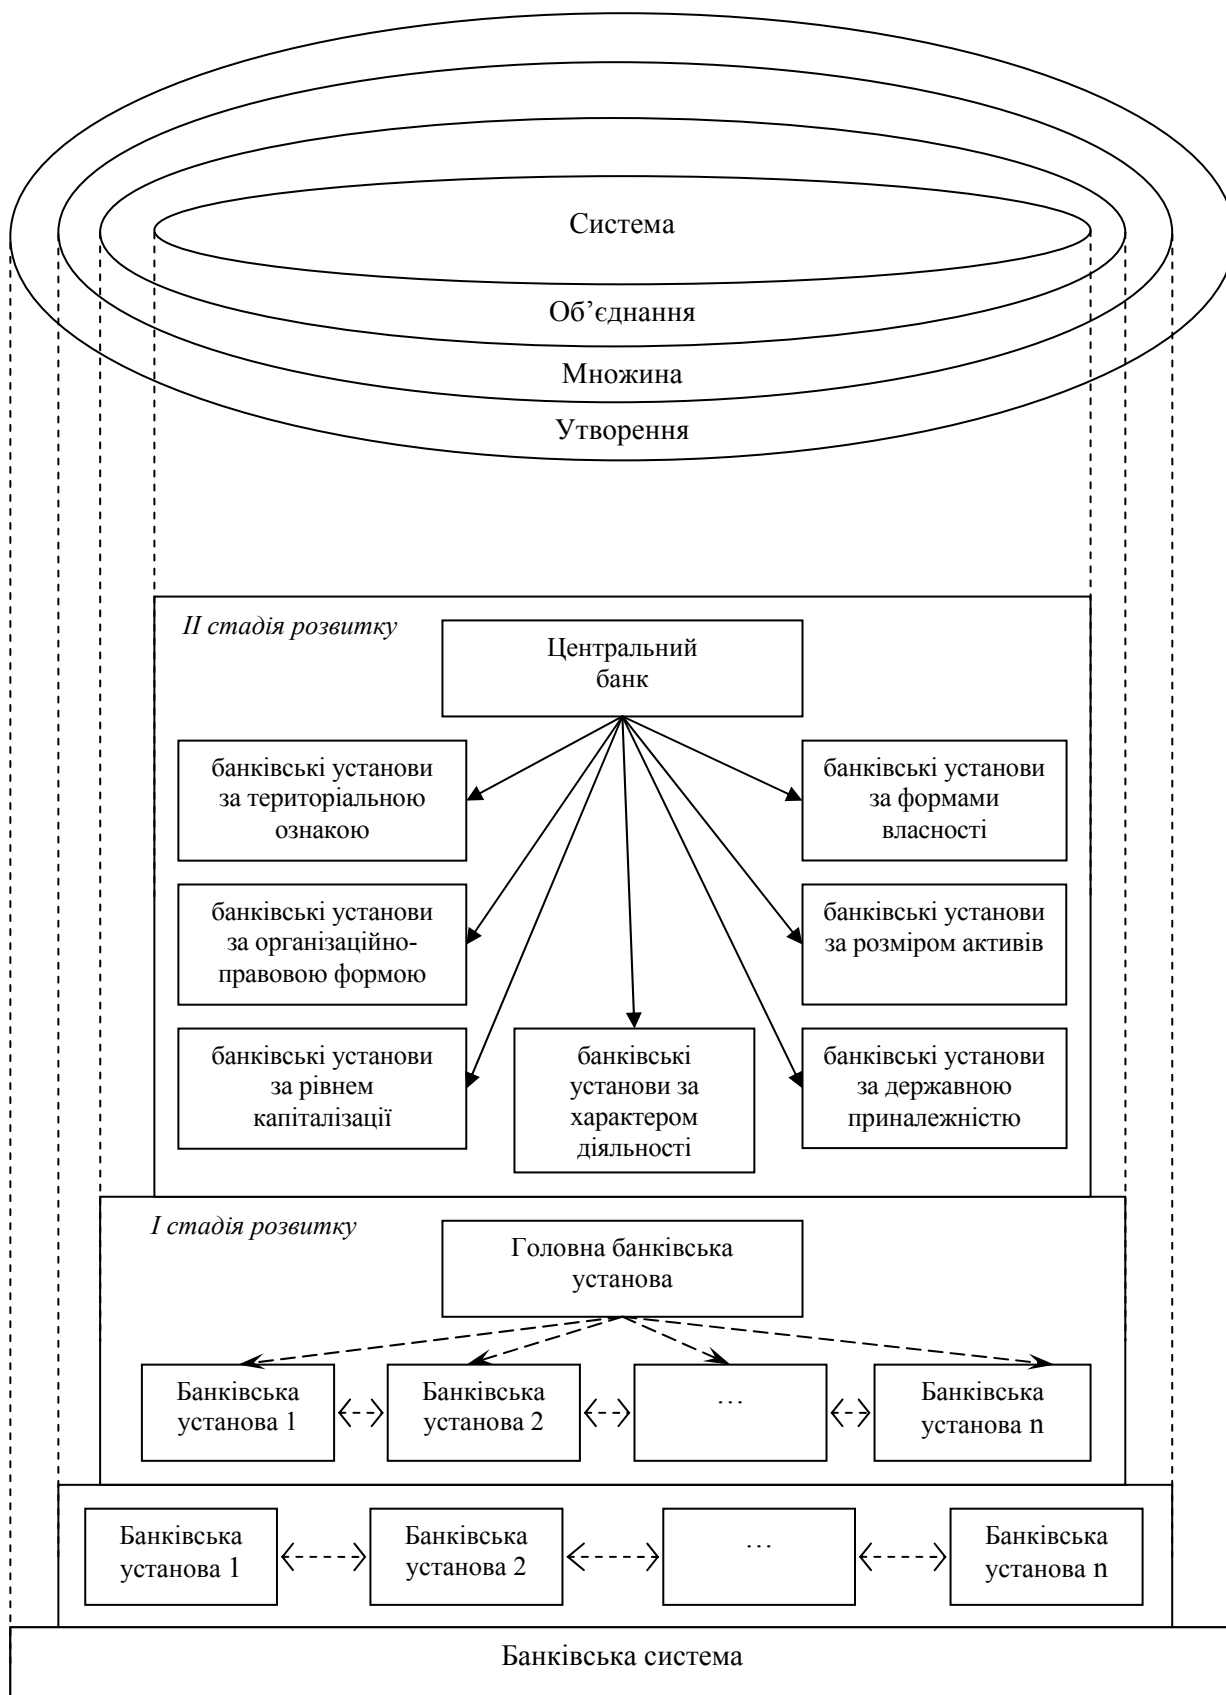 Система
Об’єднання
Множина
Утворення
ІІ стадія розвитку
Центральний
банк
банківські установи
за територіальною
ознакою
банківські установи
за формами
власності
банківські установи
за організаційно-
правовою формою
банківські установи
за розміром активів
банківські установи
за рівнем
капіталізації
банківські
установи за
характером
діяльності
банківські установи
за державною
приналежністю
І стадія розвитку
Головна банківська
установа
Банківська
установа 1
Банківська
установа 2
…
Банківська
установа n
Банківська
установа 1
Банківська
установа 2
…
Банківська
установа n
Банківська система